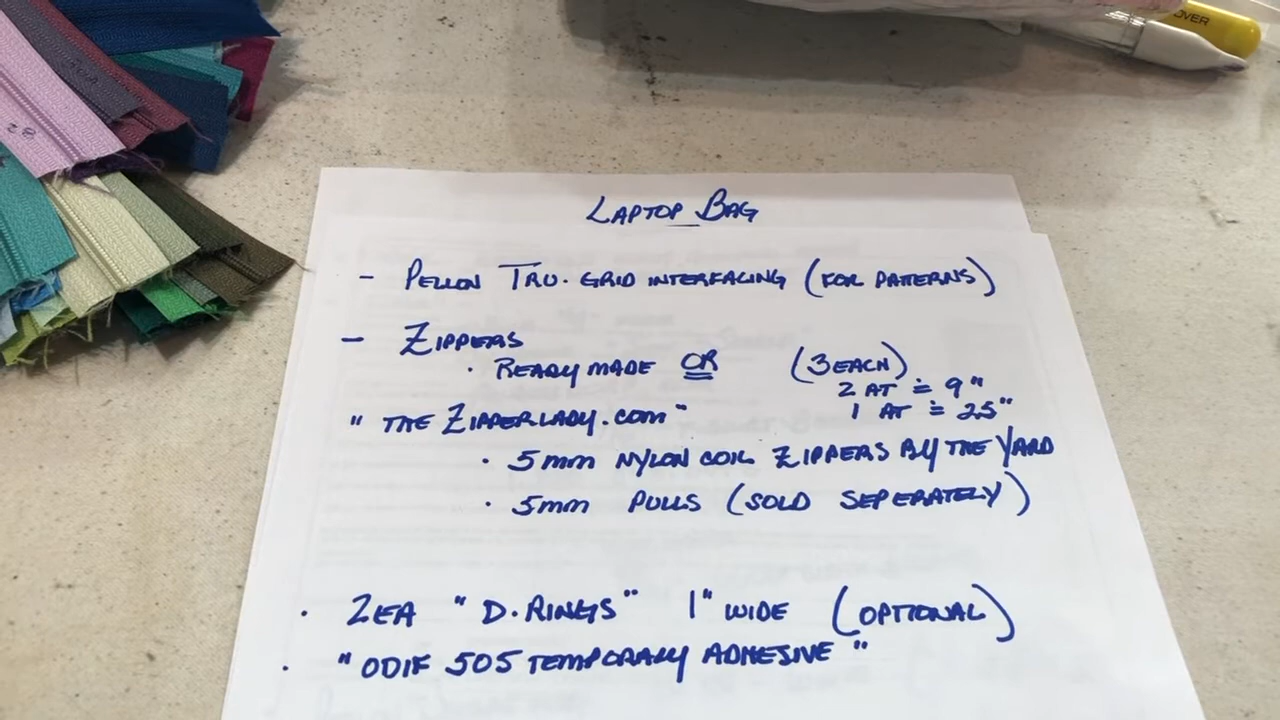 OVER
LAPTOP BAG
- PELLON TRU-GRID INTERFACING (FOR PATTERNS)
- ZIPPERS
· READY MADE OR (3 EACH)
2 AT ≐ 9"
1 AT ≐ 25"
"THE ZIPPERLADY.COM"
· 5mm NYLON COIL ZIPPERS BY THE YARD
· 5mm PULLS (SOLD SEPERATELY)
· 2EA "D-RINGS" 1" WIDE (OPTIONAL)
· "ODIF 505 TEMPORARY ADHESIVE"